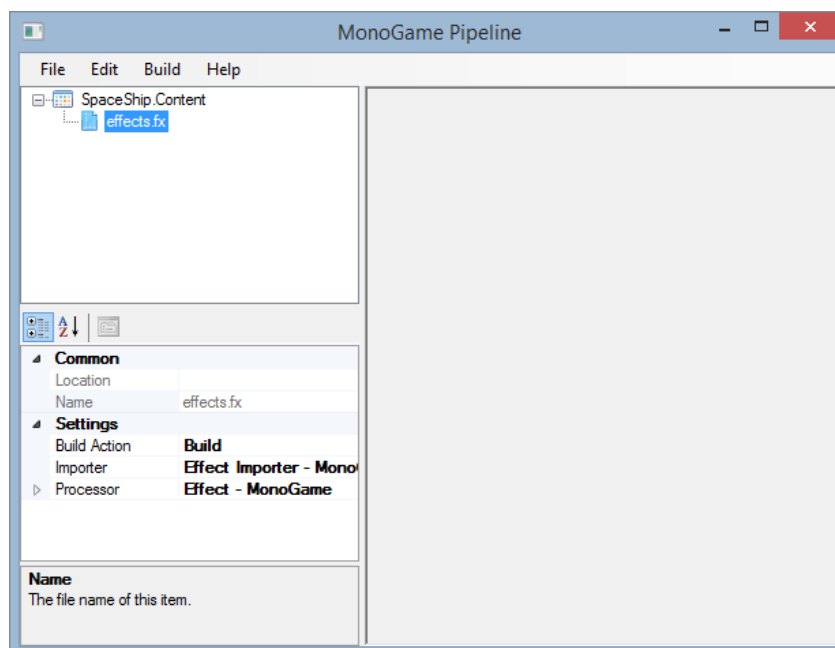 MonoGame Pipeline
File Edit Build Help
SpaceShip.Content
effects.fx
Common
Location
Name effects.fx
Settings
Build Action Build
Importer Effect Importer - Mono
Processor Effect - MonoGame
Name
The file name of this item.